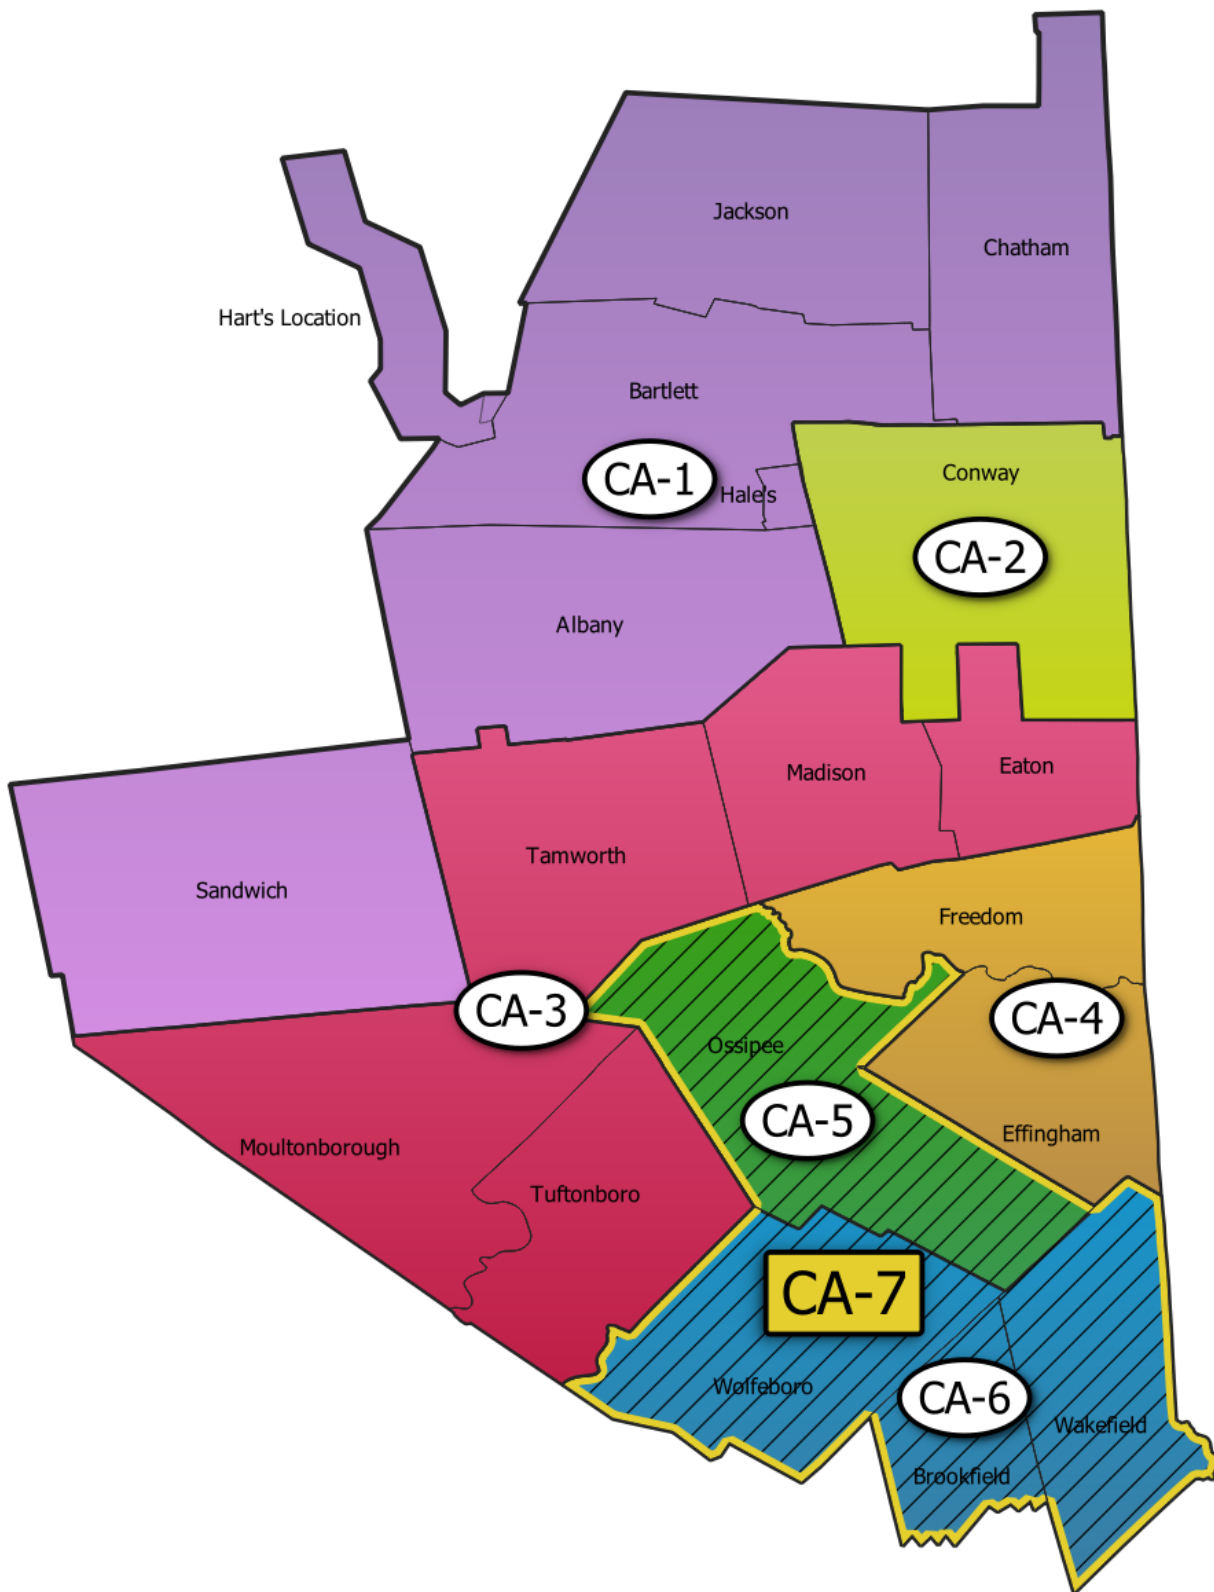 Jackson
Chatham
Hart's Location
Bartlett
CA-1
Hale's
Conway
CA-2
Albany
Madison
Eaton
Tamworth
Sandwich
Freedom
CA-3
CA-4
Ossipee
CA-5
Effingham
Moultonborough
Tuftonboro
CA-7
Wolfeboro
CA-6
Wakefield
Brookfield